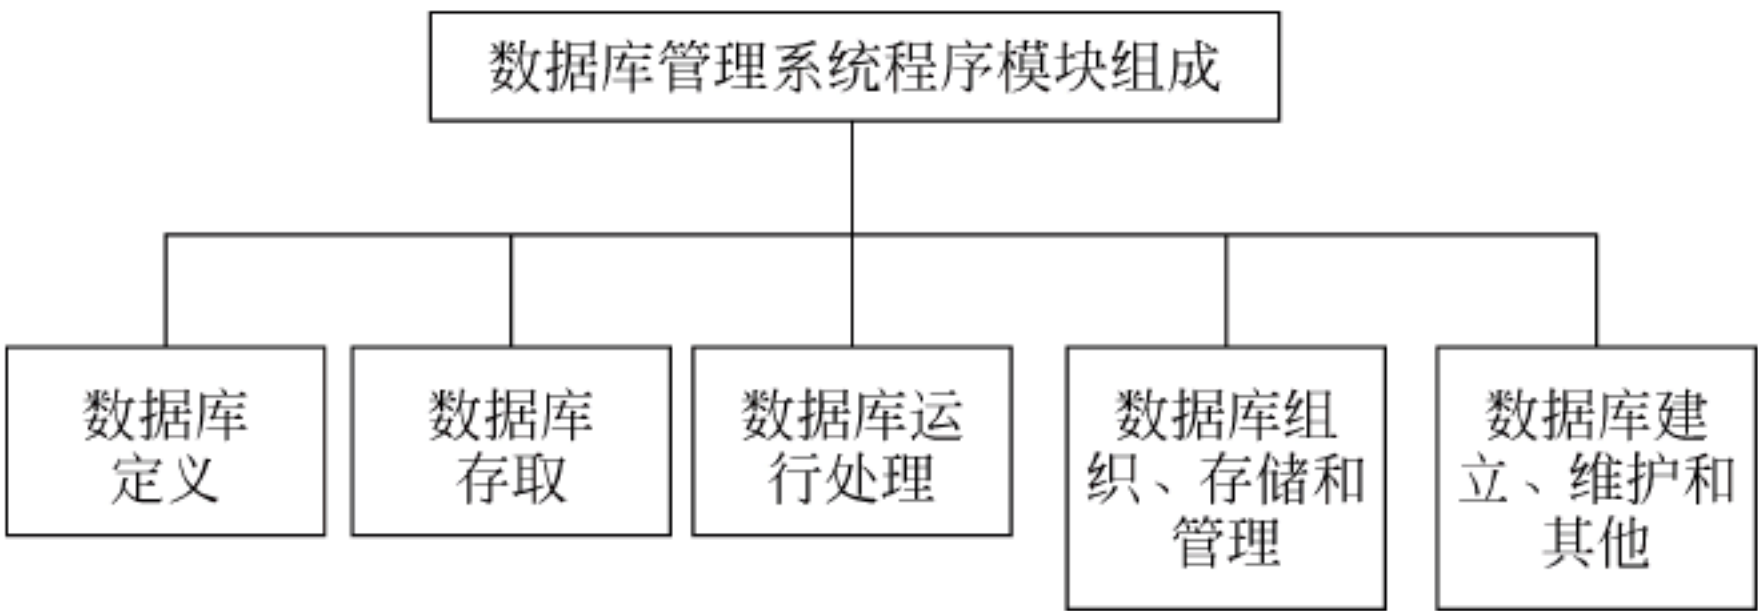 数据库管理系统程序模块组成
数据库
定义
数据库
存取
数据库运
行处理
数据库组
织、存储和
管理
数据库建
立、维护和
其他